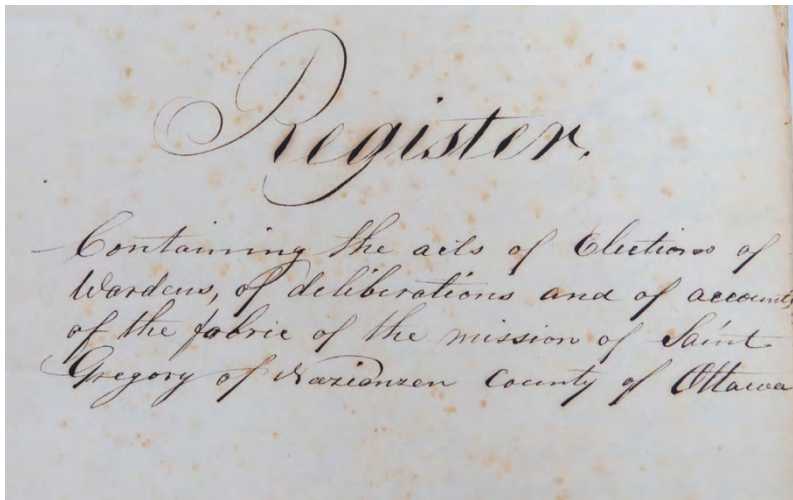 Register.
Containing the acts of Elections of
Wardens, of deliberations and of accounts
of the fabric of the mission of Saint
Gregory of Nazianzen County of Ottawa